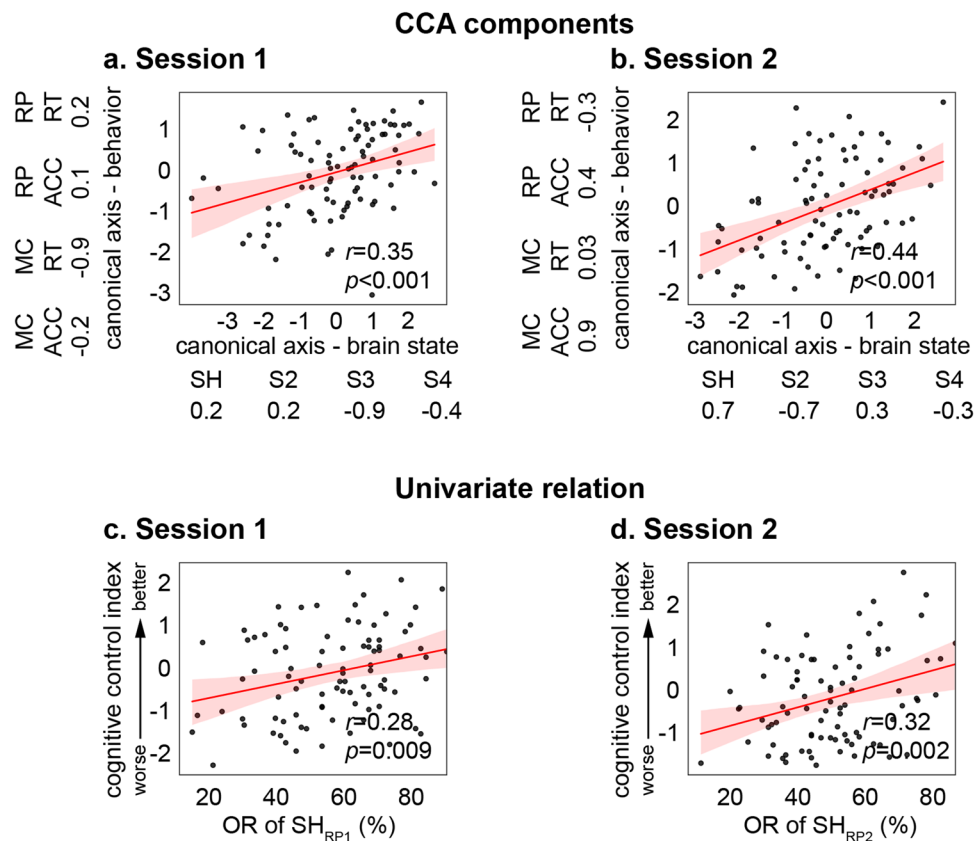 CCA components
a. Session 1
RP RT 0.2
RP ACC 0.1
MC RT -0.9
MC ACC -0.2
canonical axis - behavior
1
0
-1
-2
-3
r=0.35
p<0.001
-3 -2 -1 0 1 2
canonical axis - brain state
SH S2 S3 S4
0.2 0.2 -0.9 -0.4
b. Session 2
RP RT -0.3
RP ACC 0.4
MC RT 0.03
MC ACC 0.9
canonical axis - behavior
2
1
0
-1
-2
r=0.44
p<0.001
-3 -2 -1 0 1 2
canonical axis - brain state
SH S2 S3 S4
0.7 -0.7 0.3 -0.3
Univariate relation
c. Session 1
cognitive control index
worse better
2
1
0
-1
-2
r=0.28
p=0.009
20 40 60 80
OR of SHRP1 (%)
d. Session 2
cognitive control index
worse better
2
1
0
-1
r=0.32
p=0.002
20 40 60 80
OR of SHRP2 (%)